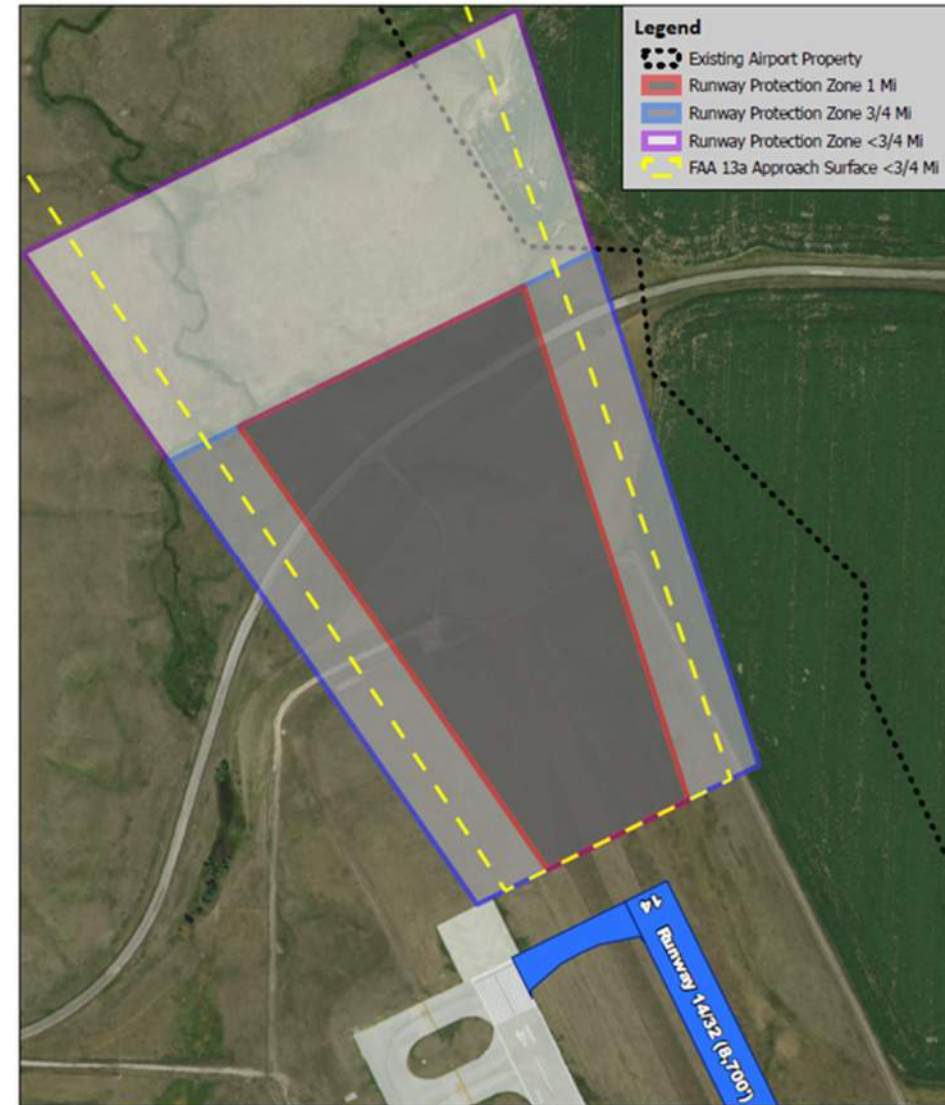 Legend
Existing Airport Property
Runway Protection Zone 1 Mi
Runway Protection Zone 3/4 Mi
Runway Protection Zone <3/4 Mi
FAA 13a Approach Surface <3/4 Mi
14
Runway 14/32 (8,700')